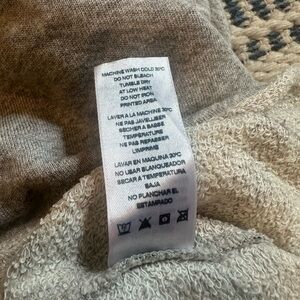 MACHINE WASH COLD 30°C
DO NOT BLEACH
TUMBLE DRY
AT LOW HEAT
DO NOT IRON
PRINTED AREA
LAVER A LA MACHINE 30°C
NE PAS JAVELLISER
SECHER A BASSE
TEMPERATURE
NE PAS REPASSER
L'IMPRIME
LAVAR EN MAQUINA 30°C
NO USAR BLANQUEADOR
SECAR A TEMPERATURA
BAJA
NO PLANCHAR EL
ESTAMPADO